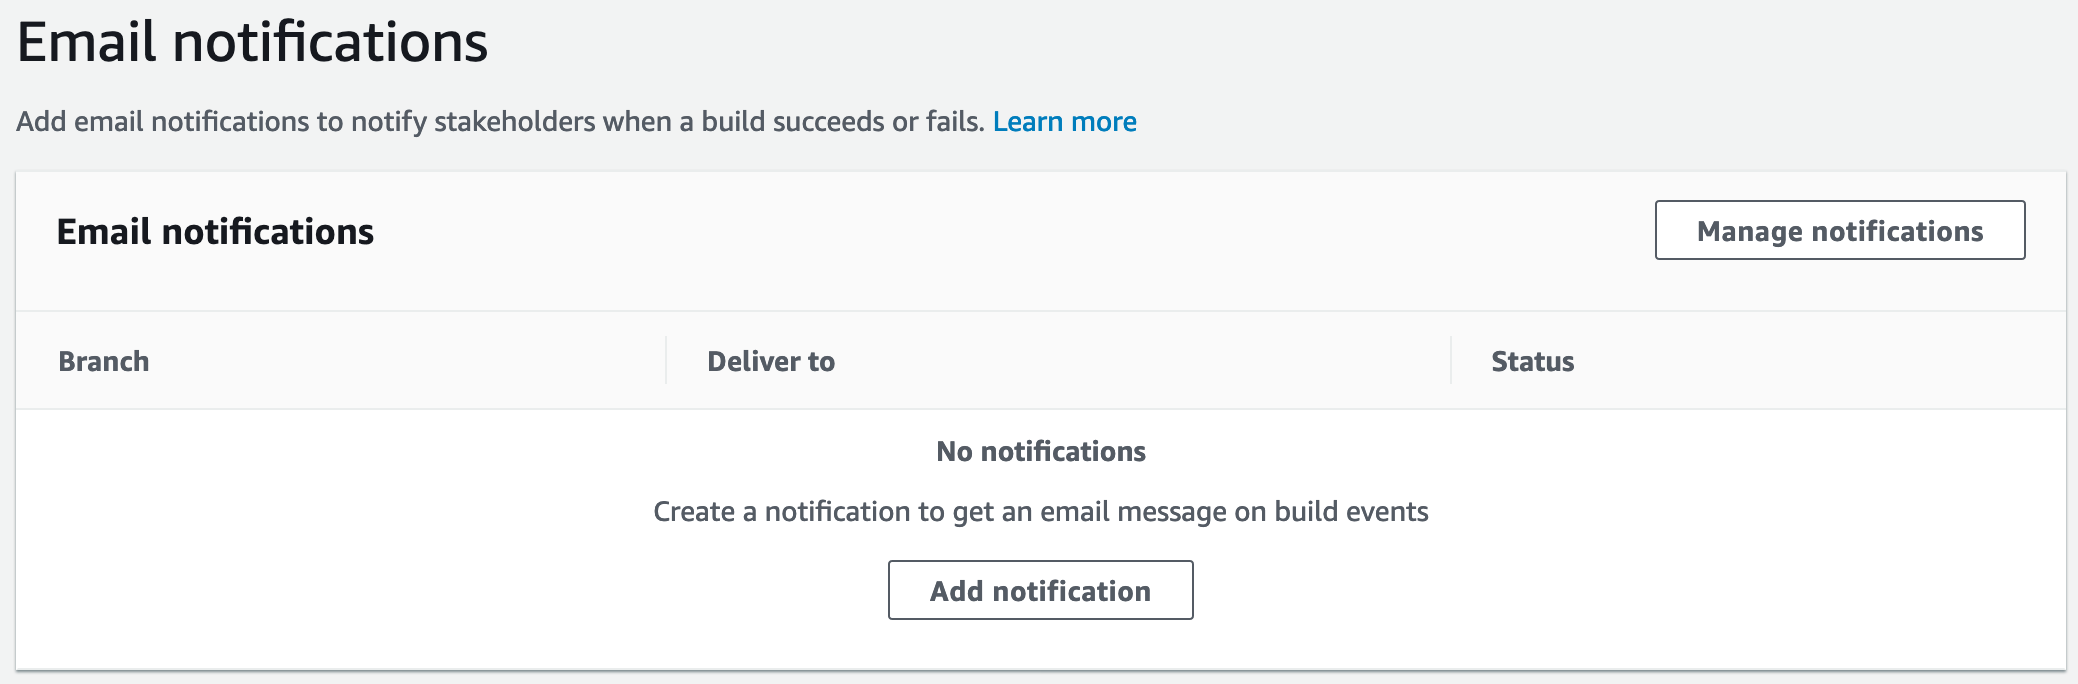 Email notifications
Add email notifications to notify stakeholders when a build succeeds or fails. Learn more
Email notifications
Manage notifications
Branch
Deliver to
Status
No notifications
Create a notification to get an email message on build events
Add notification